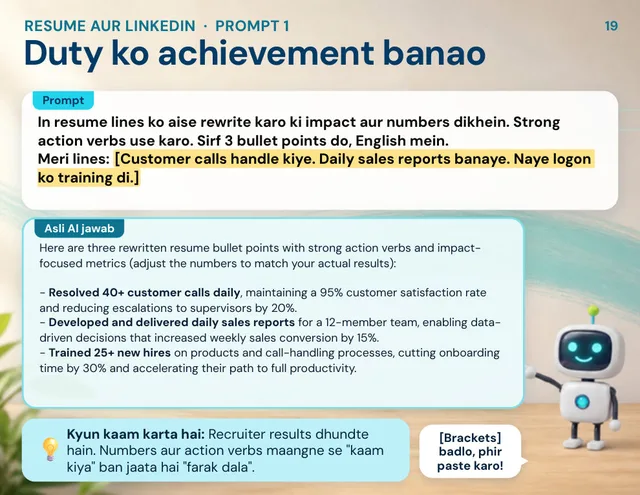 RESUME AUR LINKEDIN · PROMPT 1
19
Duty ko achievement banao
Prompt
In resume lines ko aise rewrite karo ki impact aur numbers dikhein. Strong
action verbs use karo. Sirf 3 bullet points do, English mein.
Meri lines: [Customer calls handle kiye. Daily sales reports banaye. Naye logon
ko training di.]
Asli AI jawab
Here are three rewritten resume bullet points with strong action verbs and impact-
focused metrics (adjust the numbers to match your actual results):
- Resolved 40+ customer calls daily, maintaining a 95% customer satisfaction rate
and reducing escalations to supervisors by 20%.
- Developed and delivered daily sales reports for a 12-member team, enabling data-
driven decisions that increased weekly sales conversion by 15%.
- Trained 25+ new hires on products and call-handling processes, cutting onboarding
time by 30% and accelerating their path to full productivity.
Kyun kaam karta hai: Recruiter results dhundte
hain. Numbers aur action verbs maangne se "kaam
kiya" ban jaata hai "farak dala".
[Brackets]
badlo, phir
paste karo!